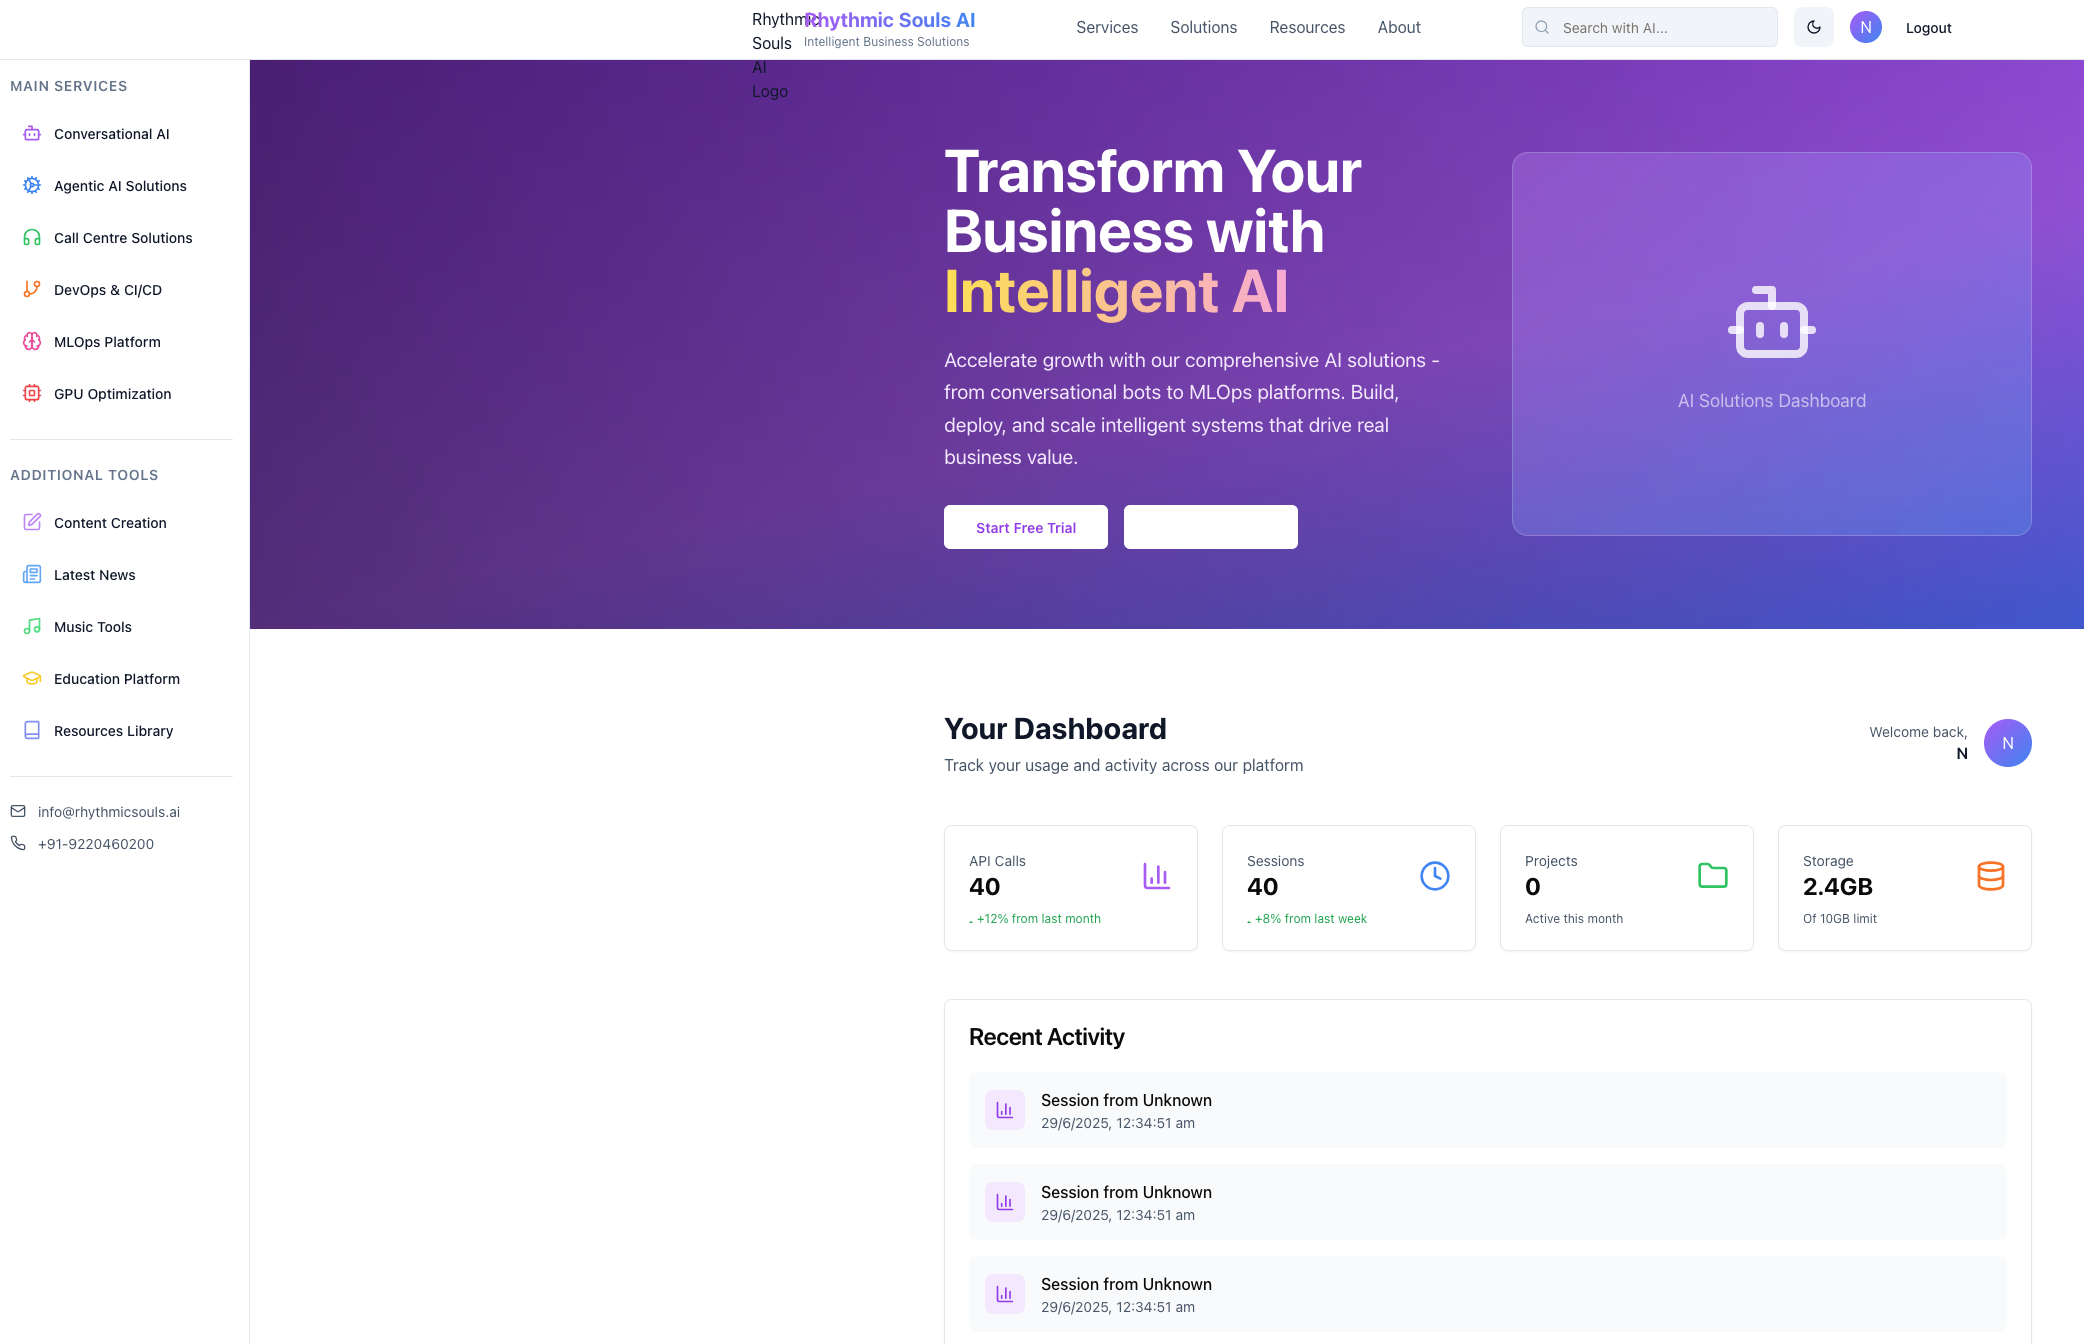 Rhythmic
Souls
AI
Logo
Rhythmic Souls AI
Intelligent Business Solutions
Services
Solutions
Resources
About
Search with AI...
N
Logout
MAIN SERVICES
Conversational AI
Agentic AI Solutions
Call Centre Solutions
DevOps & CI/CD
MLOps Platform
GPU Optimization
ADDITIONAL TOOLS
Content Creation
Latest News
Music Tools
Education Platform
Resources Library
info@rhythmicsouls.ai
+91-9220460200
Transform Your
Business with
Intelligent AI
Accelerate growth with our comprehensive AI solutions -
from conversational bots to MLOps platforms. Build,
deploy, and scale intelligent systems that drive real
business value.
Start Free Trial
AI Solutions Dashboard
Your Dashboard
Track your usage and activity across our platform
Welcome back,
N
N
API Calls
40
+12% from last month
Sessions
40
+8% from last week
Projects
0
Active this month
Storage
2.4GB
Of 10GB limit
Recent Activity
Session from Unknown
29/6/2025, 12:34:51 am
Session from Unknown
29/6/2025, 12:34:51 am
Session from Unknown
29/6/2025, 12:34:51 am